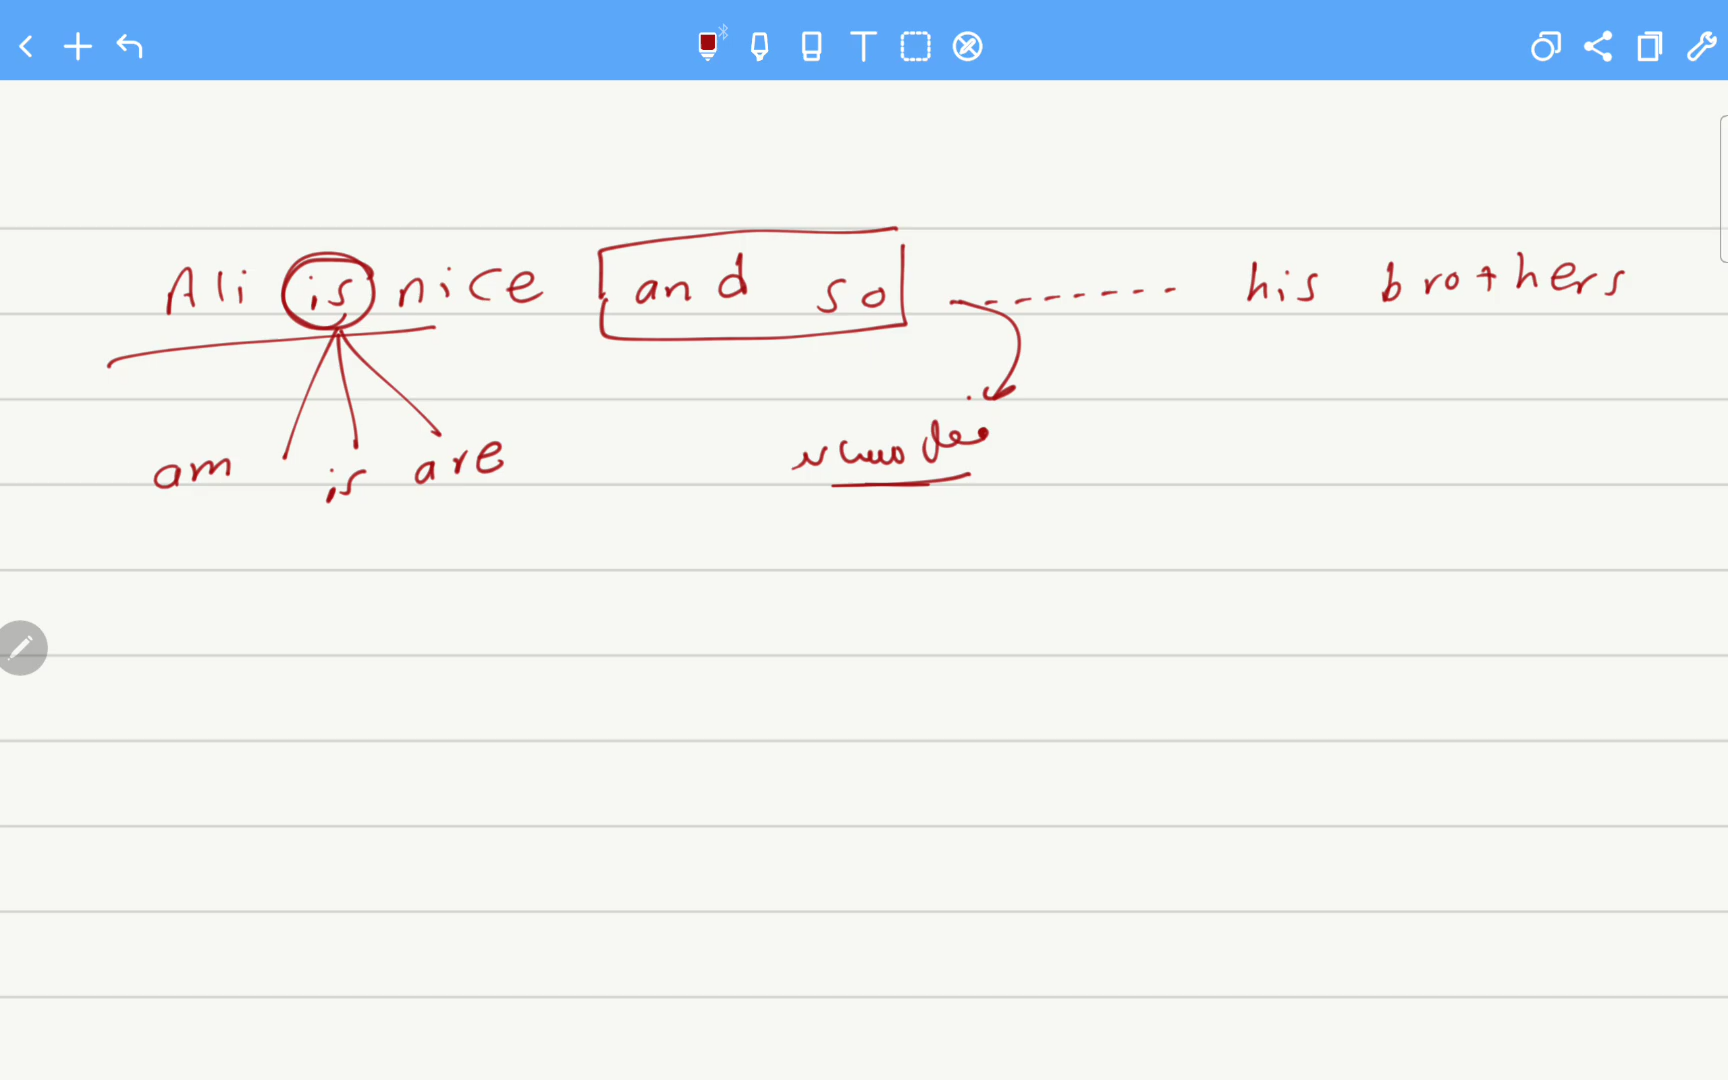 Ali is nice and so -------- his brothers
am is are